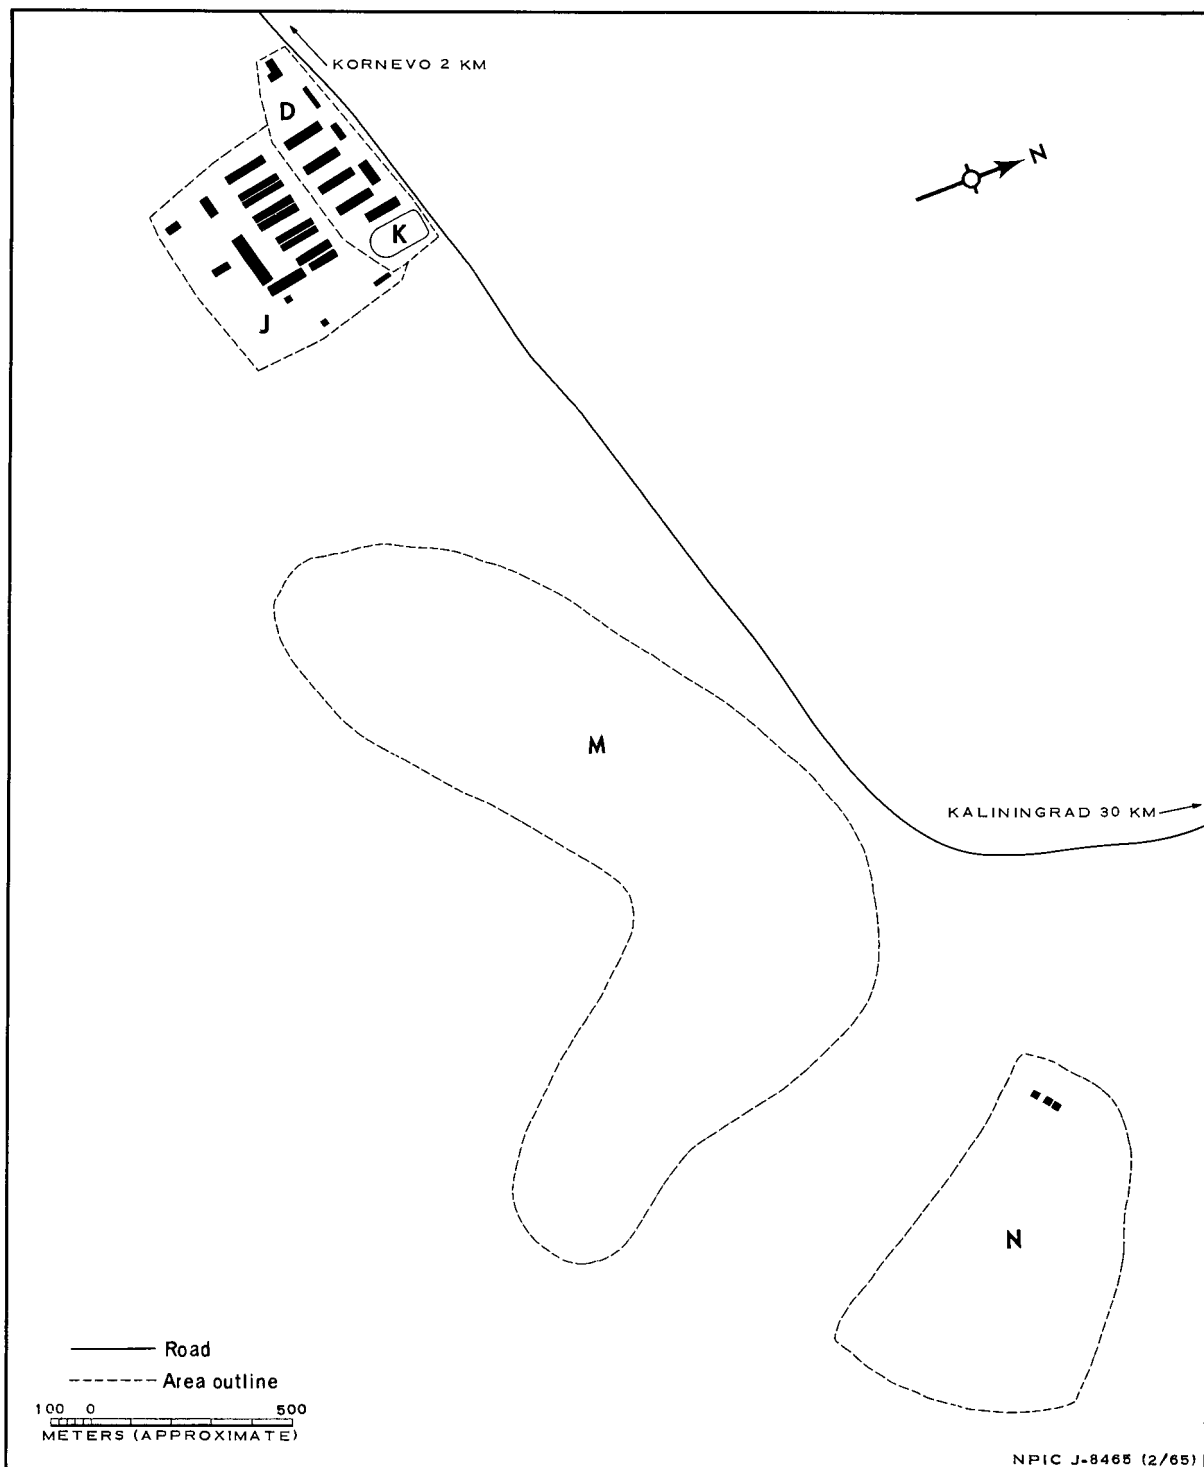 KORNEVO 2 KM
D
N
K
J
M
KALININGRAD 30 KM
N
Road
Area outline
100 0 500
METERS (APPROXIMATE)
NPIC J-8465 (2/65)